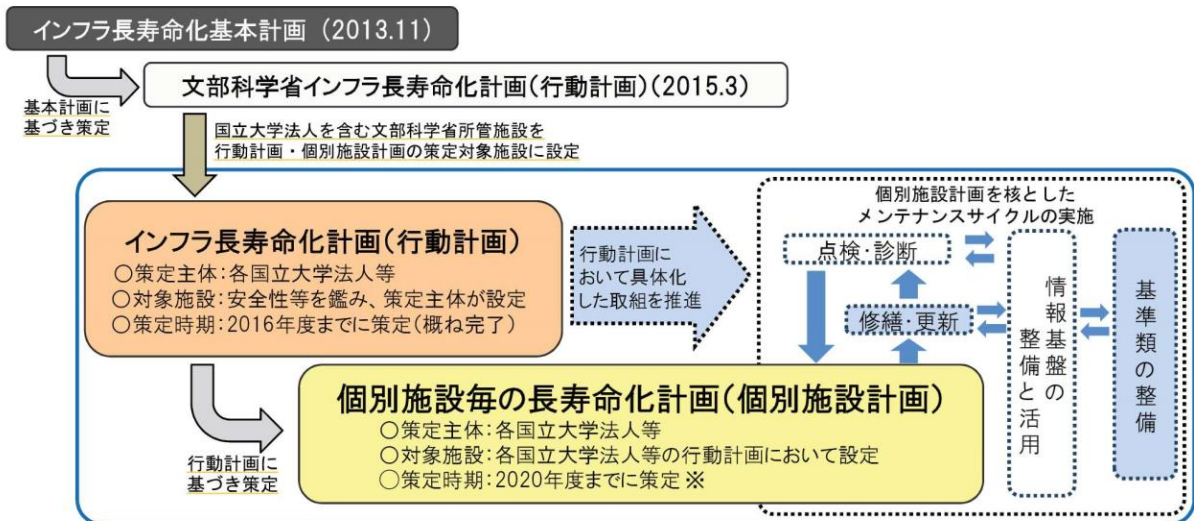 インフラ長寿命化基本計画 (2013.11)
基本計画に
基づき策定
文部科学省インフラ長寿命化計画(行動計画)(2015.3)
国立大学法人を含む文部科学省所管施設を
行動計画・個別施設計画の策定対象施設に設定
インフラ長寿命化計画(行動計画)
○策定主体:各国立大学法人等
○対象施設:安全性等を鑑み、策定主体が設定
○策定時期:2016年度までに策定(概ね完了)
行動計画に
おいて具体化
した取組を推進
個別施設計画を核とした
メンテナンスサイクルの実施
点検・診断
修繕・更新
情報基盤の
整備と活用
基準類の整備
行動計画に
基づき策定
個別施設毎の長寿命化計画(個別施設計画)
○策定主体:各国立大学法人等
○対象施設:各国立大学法人等の行動計画において設定
○策定時期:2020年度までに策定※